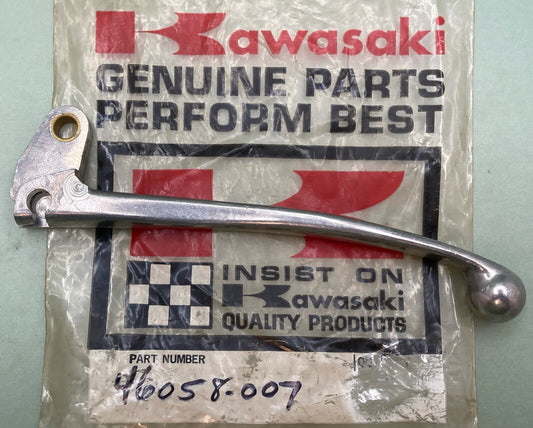 Kawasaki
GENUINE PARTS
PERFORM BEST
INSIST ON
Kawasaki
QUALITY PRODUCTS
PART NUMBER
46058-007